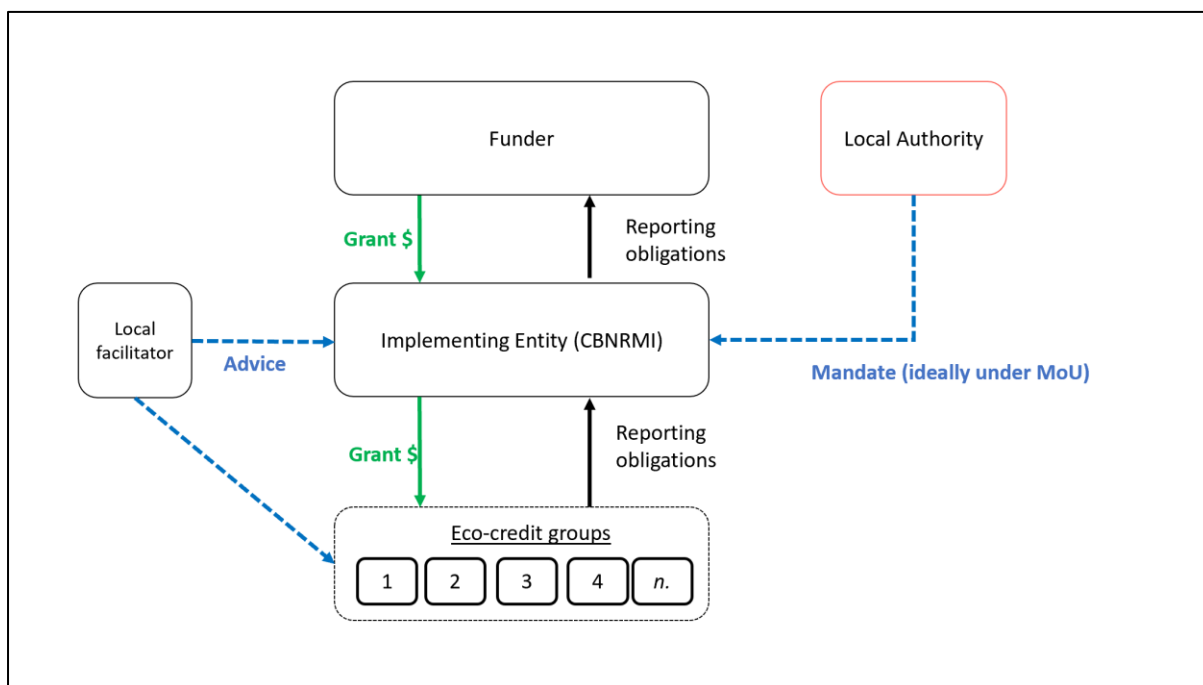 Funder
Local Authority
Grant $
Reporting
obligations
Local
facilitator
Advice
Implementing Entity (CBNRMI)
Mandate (ideally under MoU)
Grant $
Reporting
obligations
Eco-credit groups
1 2 3 4 n.